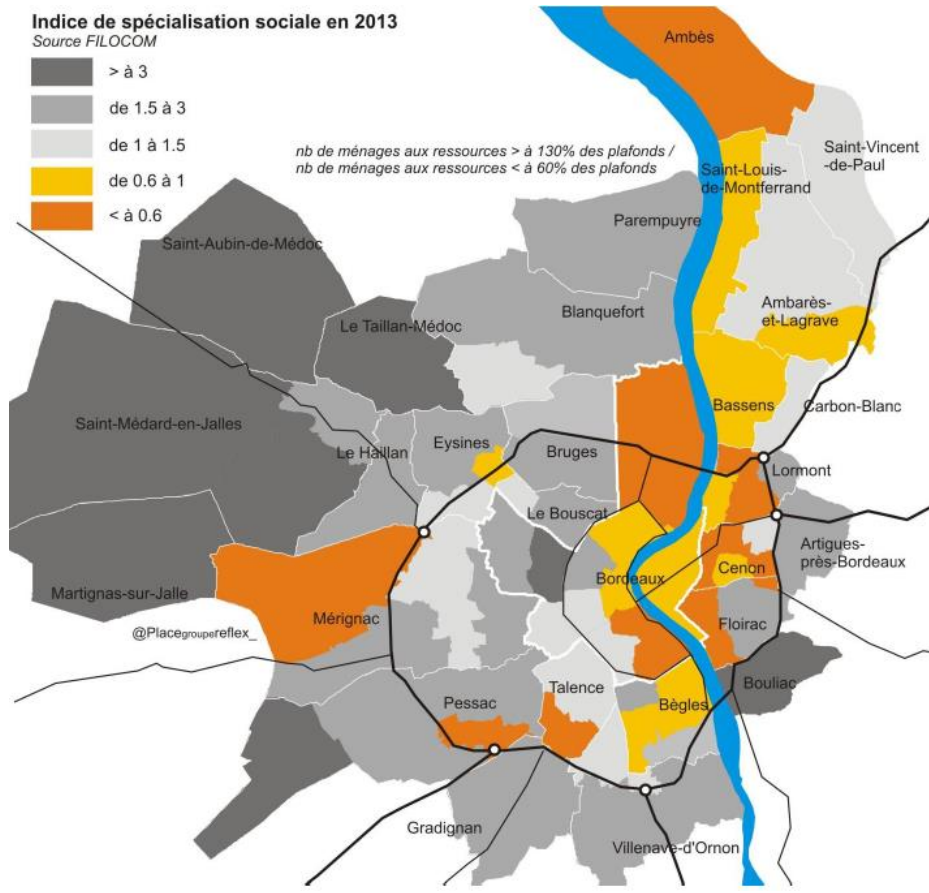 Indice de spécialisation sociale en 2013
Source FILOCOM
> à 3
de 1.5 à 3
de 1 à 1.5
de 0.6 à 1
< à 0.6
nb de ménages aux ressources > à 130% des plafonds /
nb de ménages aux ressources < à 60% des plafonds
Ambès
Saint-Vincent
-de-Paul
Saint-Louis
de-Montferrand
Parempuyre
Saint-Aubin-de-Médoc
Blanquefort
Ambarès-
et-Lagrave
Le Taillan-Médoc
Bassens
Carbon-Blanc
Saint-Médard-en-Jalles
Le Haillan
Eysines
Bruges
Lormont
Le Bouscat
Artigues-
près-Bordeaux
Bordeaux
Cenon
Martignas-sur-Jalle
Mérignac
Floirac
@Placegroupereflex_
Bouliac
Talence
Pessac
Bègles
Gradignan
Villenave-d'Ornon